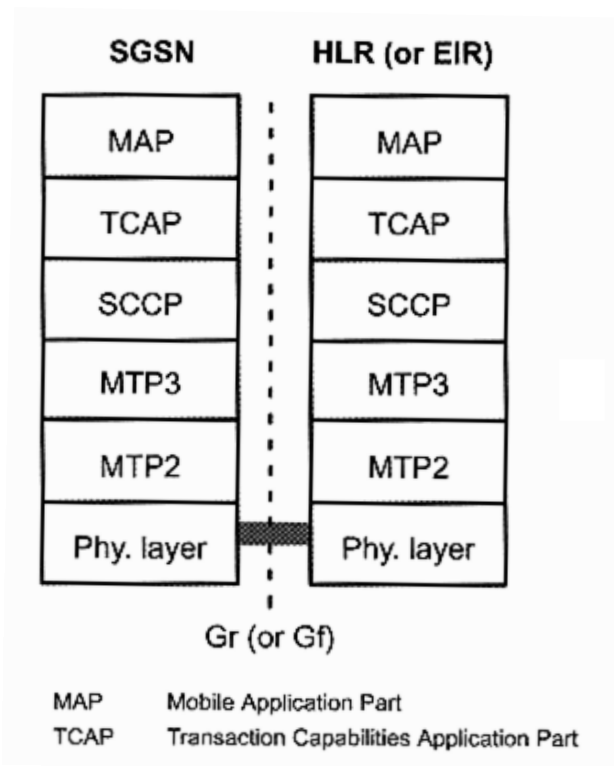 SGSN HLR (or EIR)
MAP MAP
TCAP TCAP
SCCP SCCP
MTP3 MTP3
MTP2 MTP2
Phy. layer Phy. layer
Gr (or Gf)
MAP Mobile Application Part
TCAP Transaction Capabilities Application Part